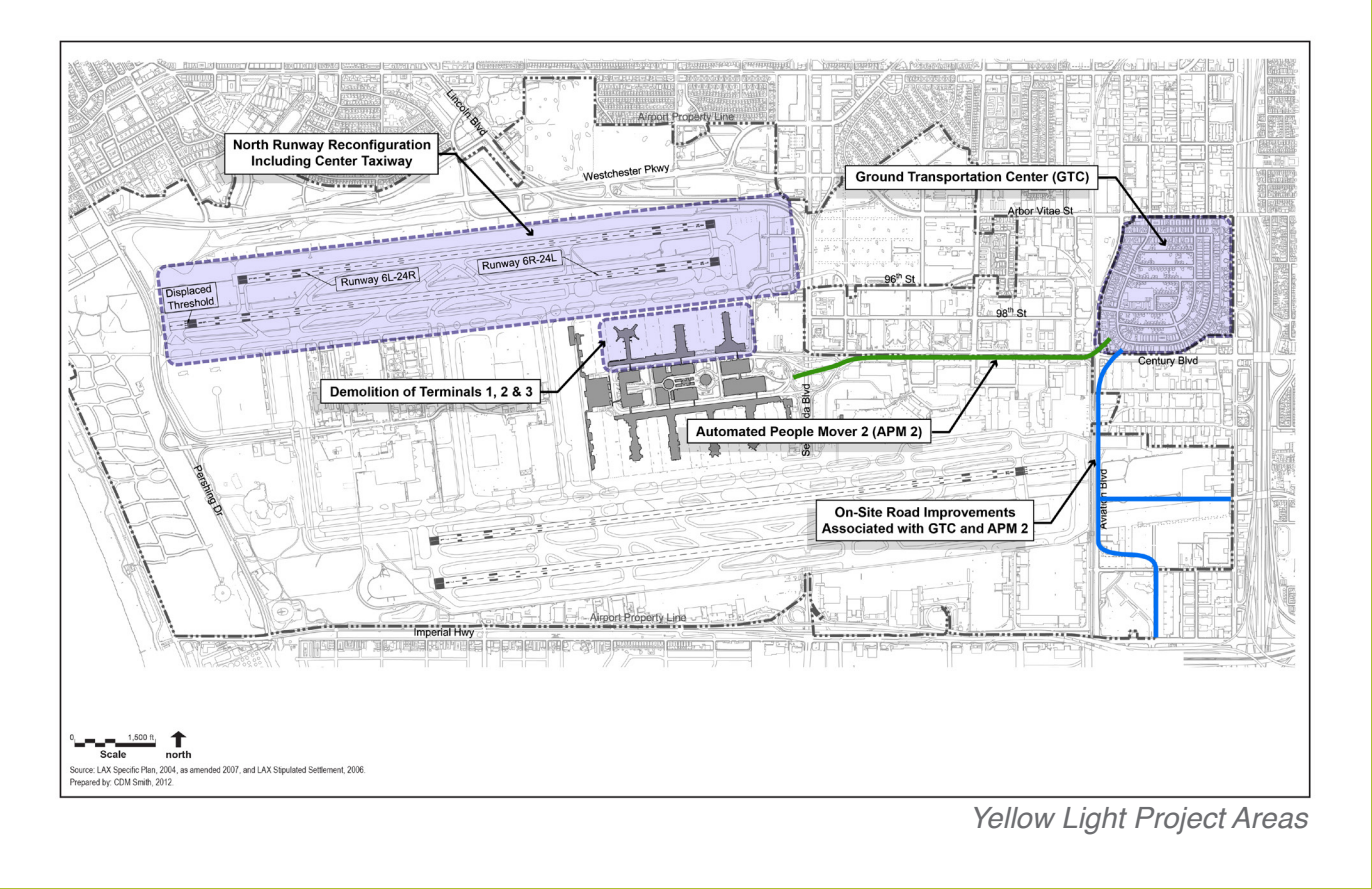 Lincoln Blvd
Airport Property Line
North Runway Reconfiguration
Including Center Taxiway
Westchester Pkwy
Ground Transportation Center (GTC)
Arbor Vitae St
Runway 6L-24R
Runway 6R-24L
96th St
Displaced
Threshold
98th St
Century Blvd
Demolition of Terminals 1, 2 & 3
Automated People Mover 2 (APM 2)
Pershing Dr
Aviation Blvd
On-Site Road Improvements
Associated with GTC and APM 2
Airport Property Line
Imperial Hwy
0 1,500 ft.
Scale
north
Source: LAX Specific Plan, 2004, as amended 2007, and LAX Stipulated Settlement, 2006.
Prepared by: CDM Smith, 2012.
Yellow Light Project Areas